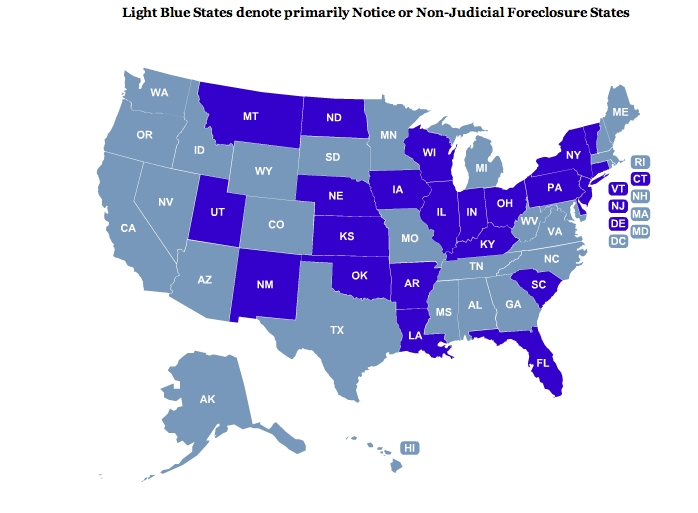 Light Blue States denote primarily Notice or Non-Judicial Foreclosure States
WA
MT
ND
MN
ME
OR
ID
SD
WI
NY
RI
WY
MI
CT
NE
IA
PA
VT
NH
NV
UT
CO
IL
IN
OH
NJ
MA
CA
KS
MO
KY
WV
VA
DE
MD
DC
AZ
NM
OK
AR
TN
NC
SC
TX
LA
MS
AL
GA
FL
AK
HI